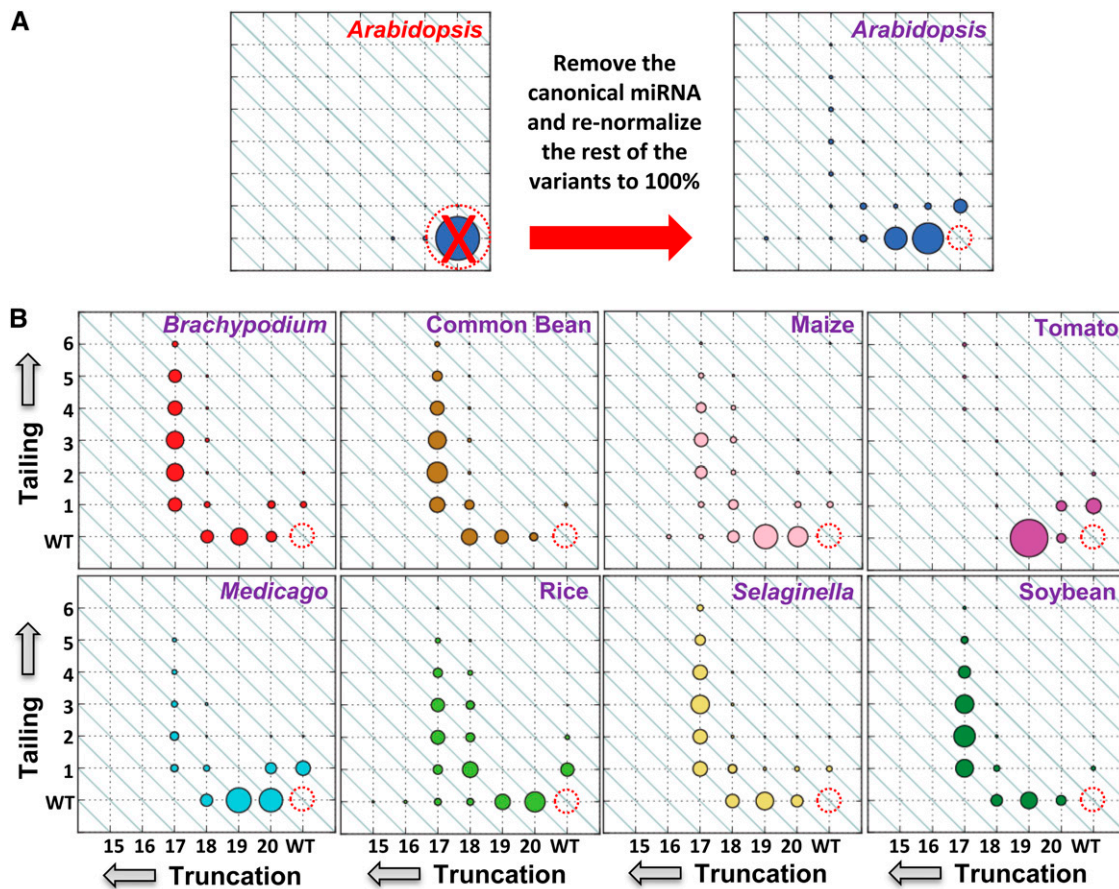 A
Arabidopsis
X
Remove the
canonical miRNA
and re-normalize
the rest of the
variants to 100%
Arabidopsis
B
Brachypodium
Common Bean
Maize
Tomato
Tailing
6
5
4
3
2
1
WT
Medicago
Rice
Selaginella
Soybean
Tailing
6
5
4
3
2
1
WT
15 16 17 18 19 20 WT 15 16 17 18 19 20 WT 15 16 17 18 19 20 WT 15 16 17 18 19 20 WT
Truncation Truncation Truncation Truncation